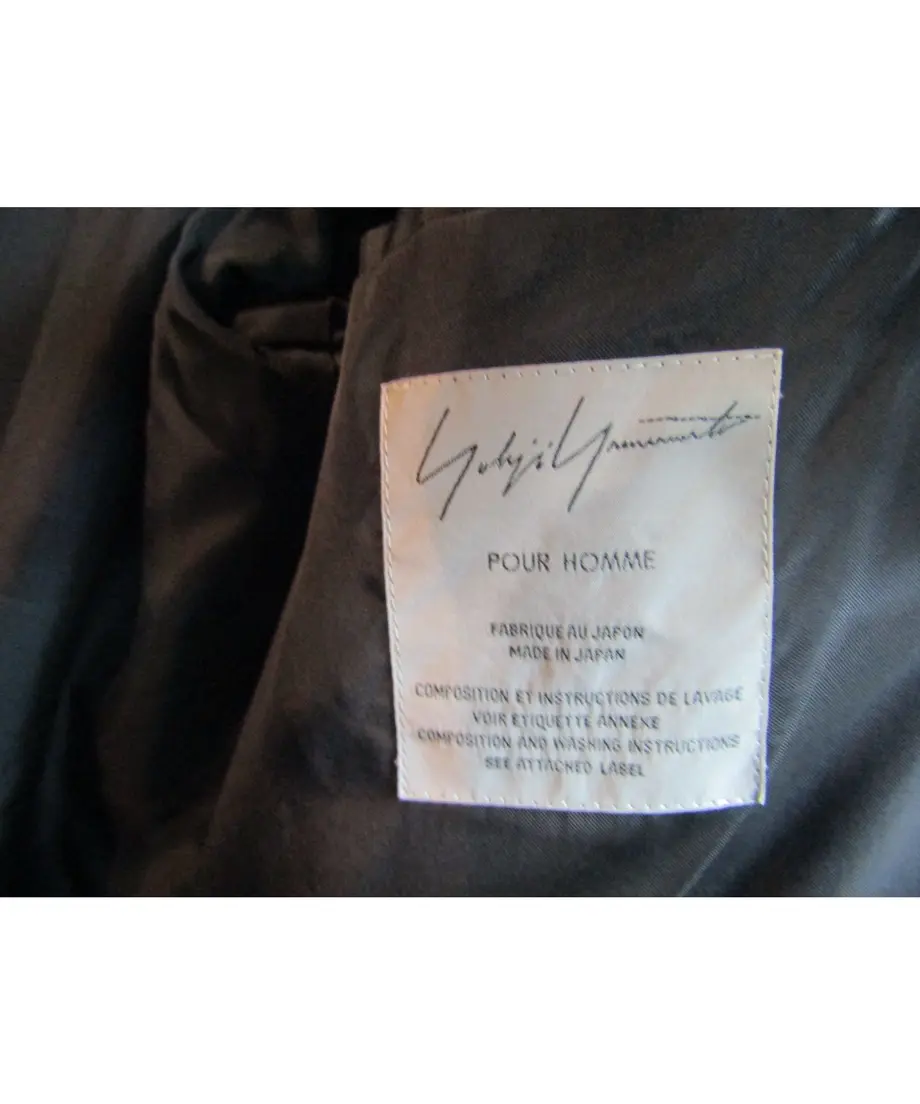 Yohji Yamamoto
POUR HOMME
FABRIQUE AU JAPON
MADE IN JAPAN
COMPOSITION ET INSTRUCTIONS DE LAVAGE
VOIR ETIQUETTE ANNEXE
COMPOSITION AND WASHING INSTRUCTIONS
SEE ATTACHED LABEL